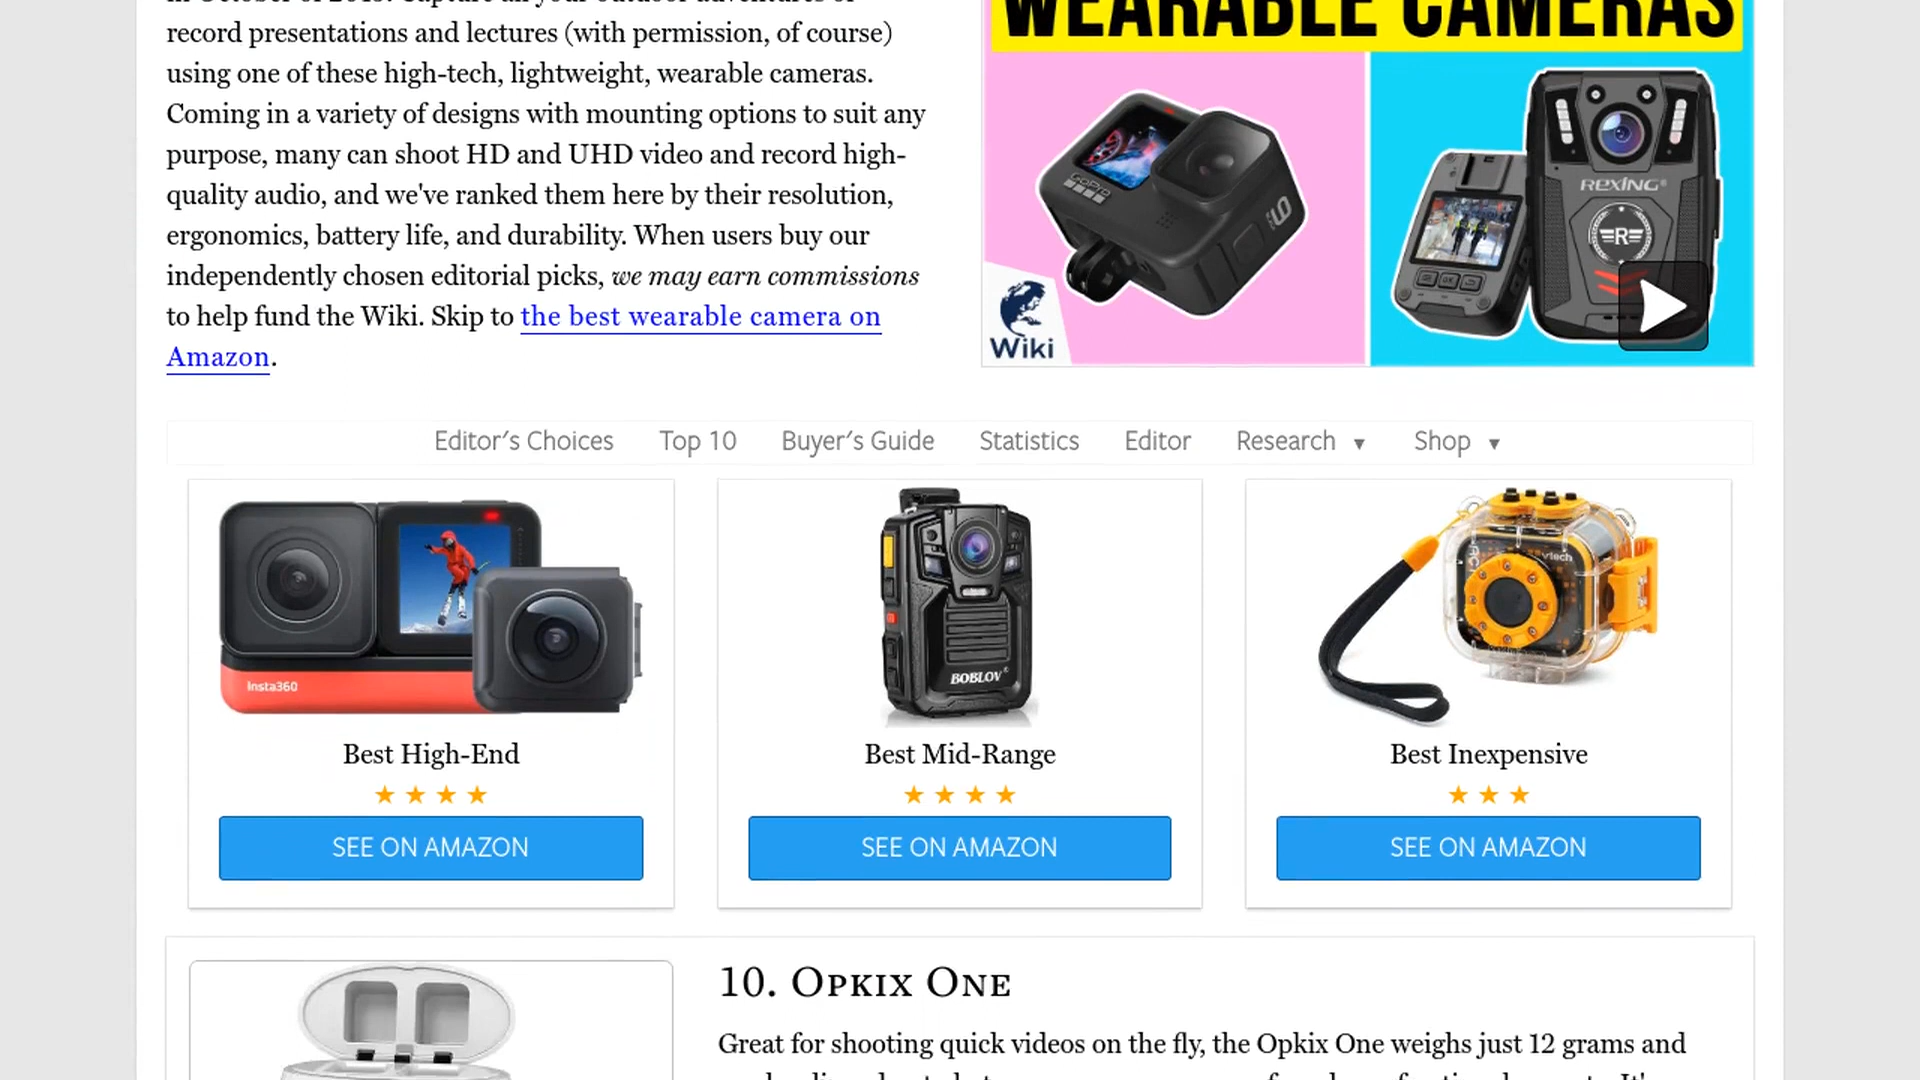 record presentations and lectures (with permission, of course)
using one of these high-tech, lightweight, wearable cameras.
Coming in a variety of designs with mounting options to suit any
purpose, many can shoot HD and UHD video and record high-
quality audio, and we've ranked them here by their resolution,
ergonomics, battery life, and durability. When users buy our
independently chosen editorial picks, we may earn commissions
to help fund the Wiki. Skip to the best wearable camera on
Amazon.
WEARABLE CAMERAS
GoPro
9
REXING
R
Wiki
Editor's Choices Top 10 Buyer's Guide Statistics Editor Research ▼ Shop ▼
Insta360
BOBLOV
vtech
Best High-End
★ ★ ★ ★
SEE ON AMAZON
Best Mid-Range
★ ★ ★ ★
SEE ON AMAZON
Best Inexpensive
★ ★ ★
SEE ON AMAZON
10. Opkix One
Great for shooting quick videos on the fly, the Opkix One weighs just 12 grams and